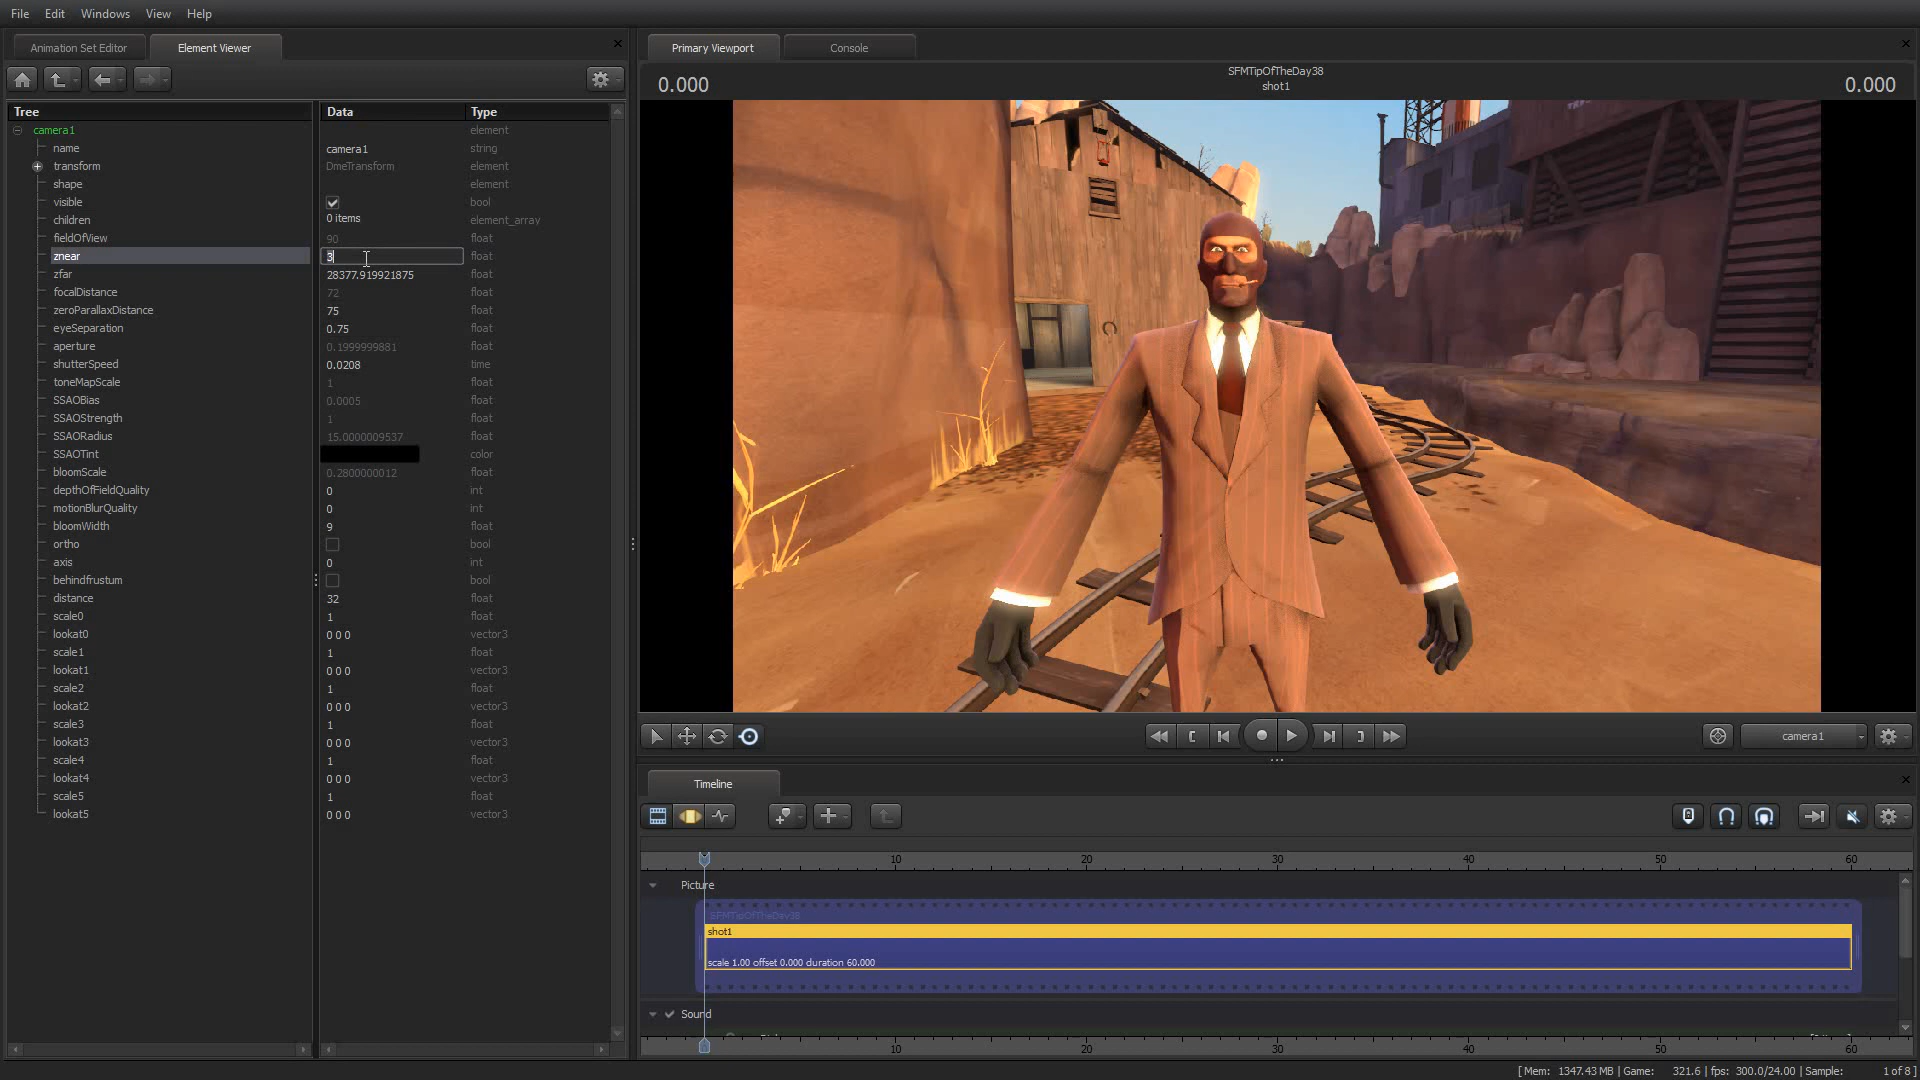 File Edit Windows View Help
Animation Set Editor Element Viewer
Primary Viewport Console
0.000 SFMTipOfTheDay38 0.000
shot1
Tree Data Type
camera1 element
name camera1 string
transform DmeTransform element
shape element
visible bool
children 0 items element_array
fieldOfView 90 float
znear 3 float
zfar 28377.919921875 float
focalDistance 72 float
zeroParallaxDistance 75 float
eyeSeparation 0.75 float
aperture 0.1999999881 float
shutterSpeed 0.0208 time
toneMapScale 1 float
SSAOBias 0.0005 float
SSAOStrength 1 float
SSAORadius 15.0000009537 float
SSAOTint color
bloomScale 0.2800000012 float
depthOfFieldQuality 0 int
motionBlurQuality 0 int
bloomWidth 9 float
ortho bool
axis 0 int
behindfrustum bool
distance 32 float
scale0 1 float
lookat0 0 0 0 vector3
scale1 1 float
lookat1 0 0 0 vector3
scale2 1 float
lookat2 0 0 0 vector3
scale3 1 float
lookat3 0 0 0 vector3
scale4 1 float
lookat4 0 0 0 vector3
scale5 1 float
lookat5 0 0 0 vector3
camera1
Timeline
10 20 30 40 50 60
Picture
SFMTipOfTheDay38
shot1
scale 1.00 offset 0.000 duration 60.000
Sound
10 20 30 40 50 60
[ Mem: 1347.43 MB | Game: 321.6 | fps: 300.0/24.00 | Sample: 1 of 8 ]